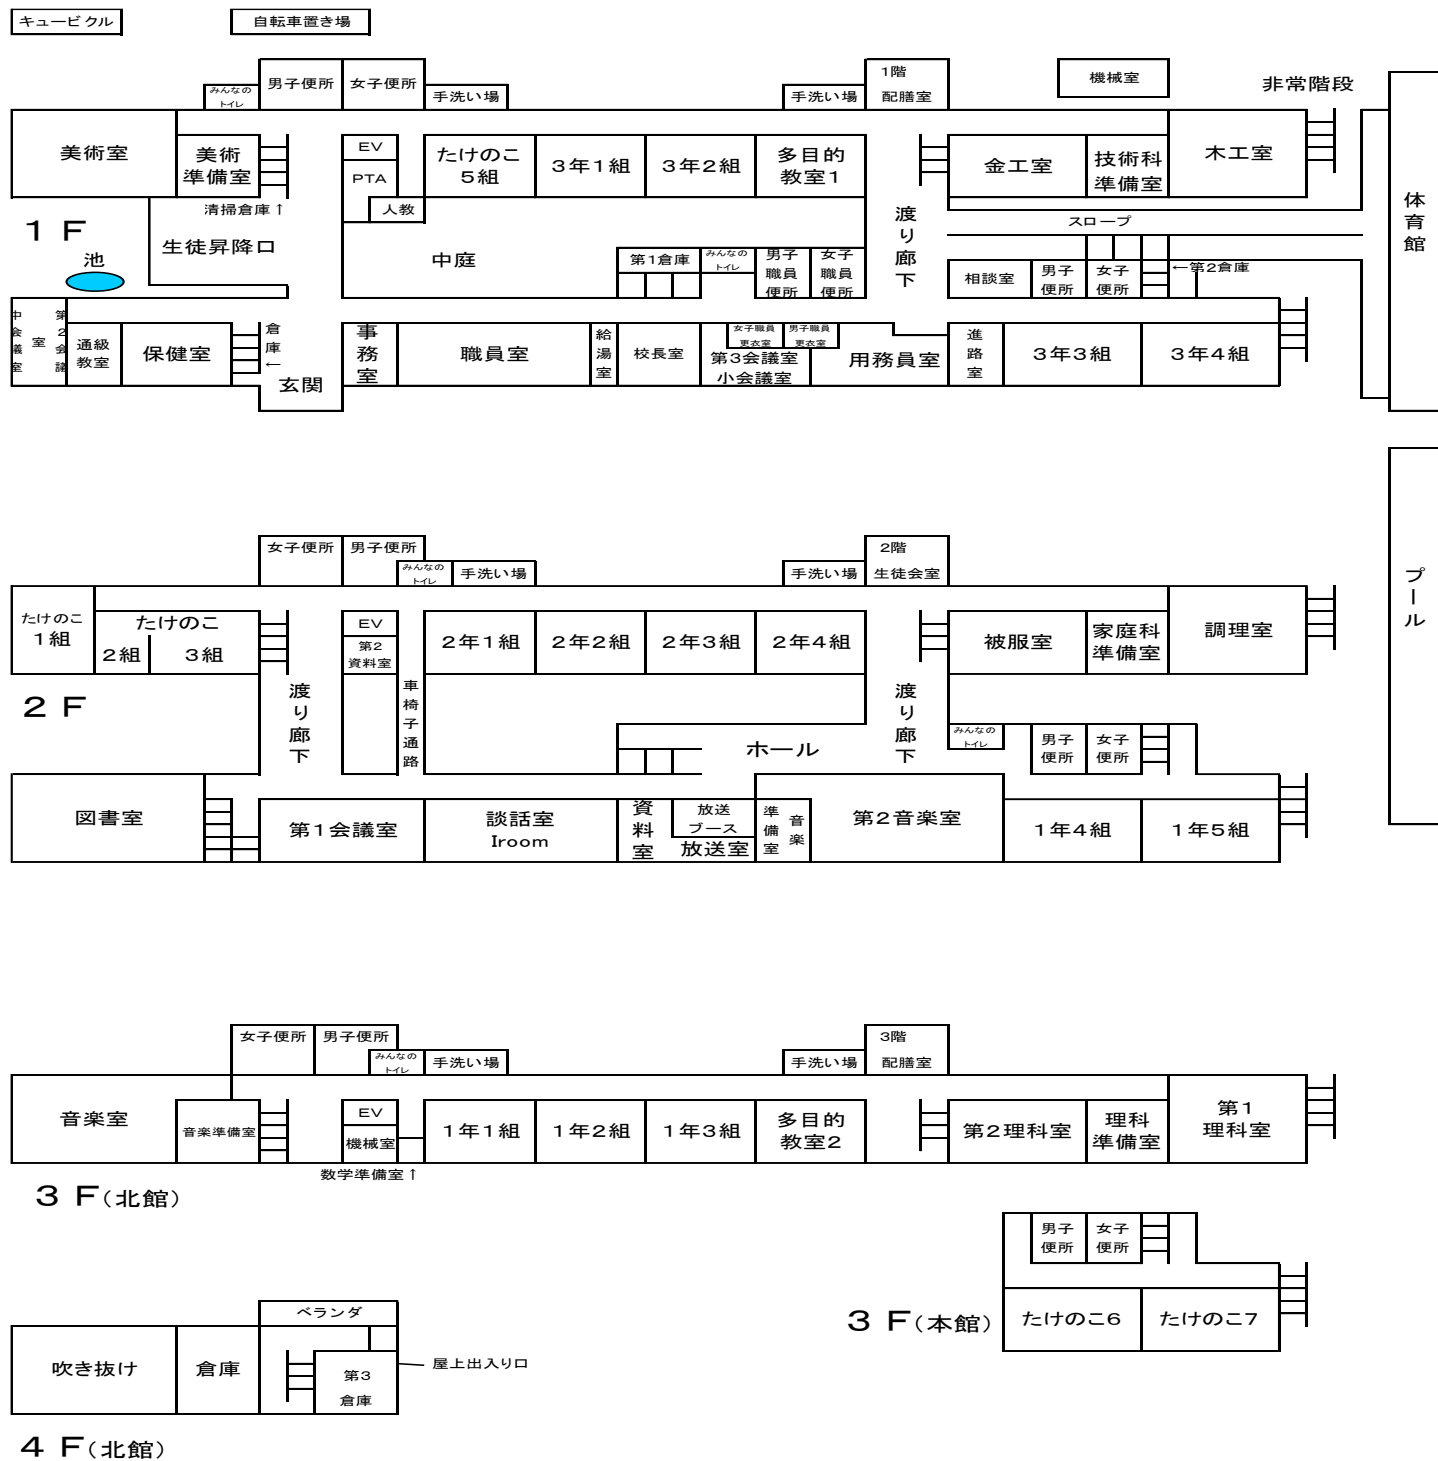 キュービクル
自転車置き場
男子便所
女子便所
みんなの
トイレ
手洗い場
手洗い場
1階
配膳室
機械室
非常階段
美術室
美術
準備室
EV
PTA
たけのこ
5組
3年1組
3年2組
多目的
教室1
金工室
技術科
準備室
木工室
体育館
清掃倉庫↑
人教
渡り廊下
スロープ
1F
生徒昇降口
池
中庭
第1倉庫
みんなの
トイレ
男子
職員
便所
女子
職員
便所
相談室
男子
便所
女子
便所
←第2倉庫
中会議室
第2会議室
通級
教室
保健室
倉庫←
玄関
事務室
職員室
給湯室
校長室
女子職員
更衣室
男子職員
更衣室
第3会議室
小会議室
用務員室
進路室
3年3組
3年4組
プール
女子便所
男子便所
みんなの
トイレ
手洗い場
手洗い場
2階
生徒会室
たけのこ
1組
たけのこ
2組
3組
EV
第2
資料室
2年1組
2年2組
2年3組
2年4組
被服室
家庭科
準備室
調理室
2F
渡り廊下
車椅子通路
渡り廊下
ホール
みんなの
トイレ
男子
便所
女子
便所
図書室
第1会議室
談話室
Iroom
資料室
放送
ブース
放送室
音楽
準備室
第2音楽室
1年4組
1年5組
女子便所
男子便所
みんなの
トイレ
手洗い場
手洗い場
3階
配膳室
音楽室
音楽準備室
EV
機械室
1年1組
1年2組
1年3組
多目的
教室2
第2理科室
理科
準備室
第1
理科室
数学準備室↑
3F(北館)
男子
便所
女子
便所
3F(本館)
たけのこ6
たけのこ7
ベランダ
吹き抜け
倉庫
第3
倉庫
屋上出入り口
4F(北館)